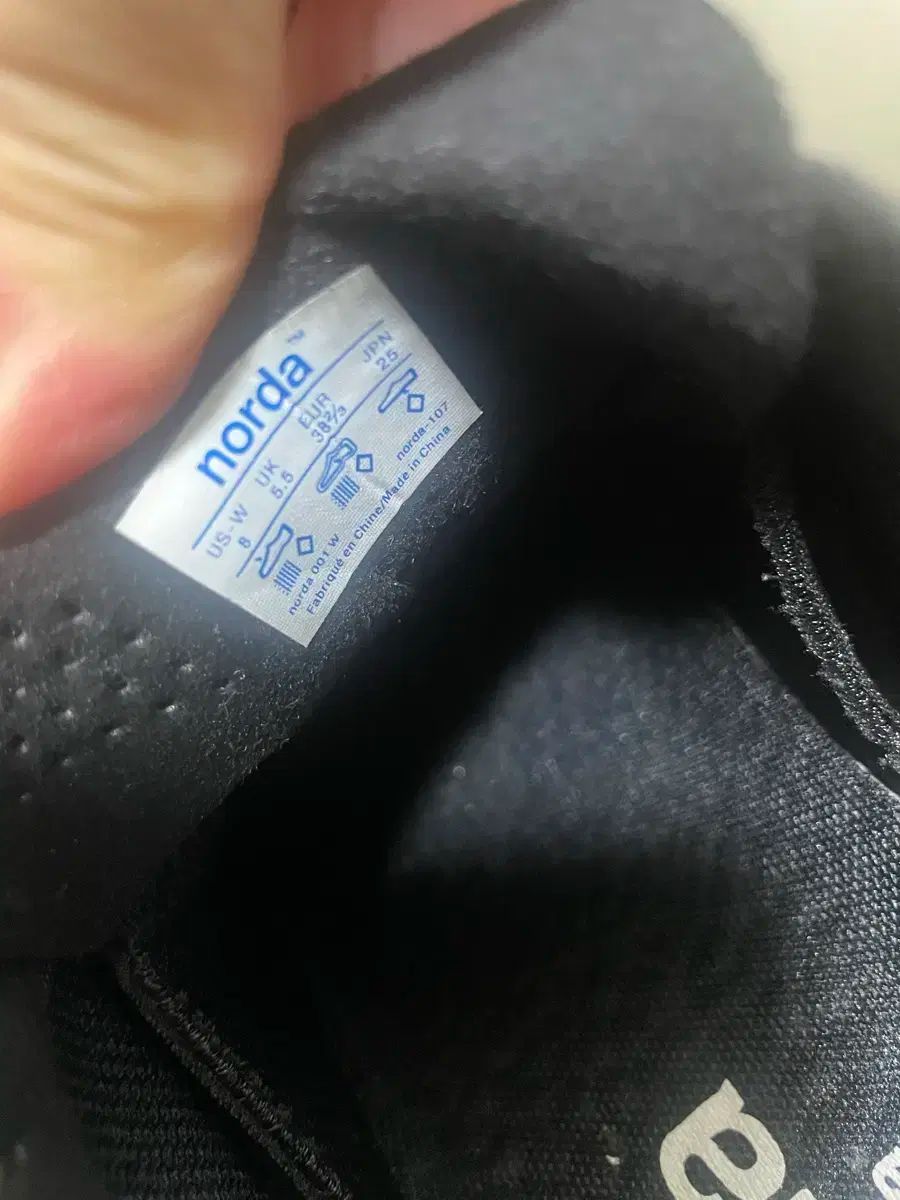 norda™
US-W UK EUR JPN
8 5.5 38⅔ 25
norda 001 W norda-107
Fabriqué en Chine/Made in China
a